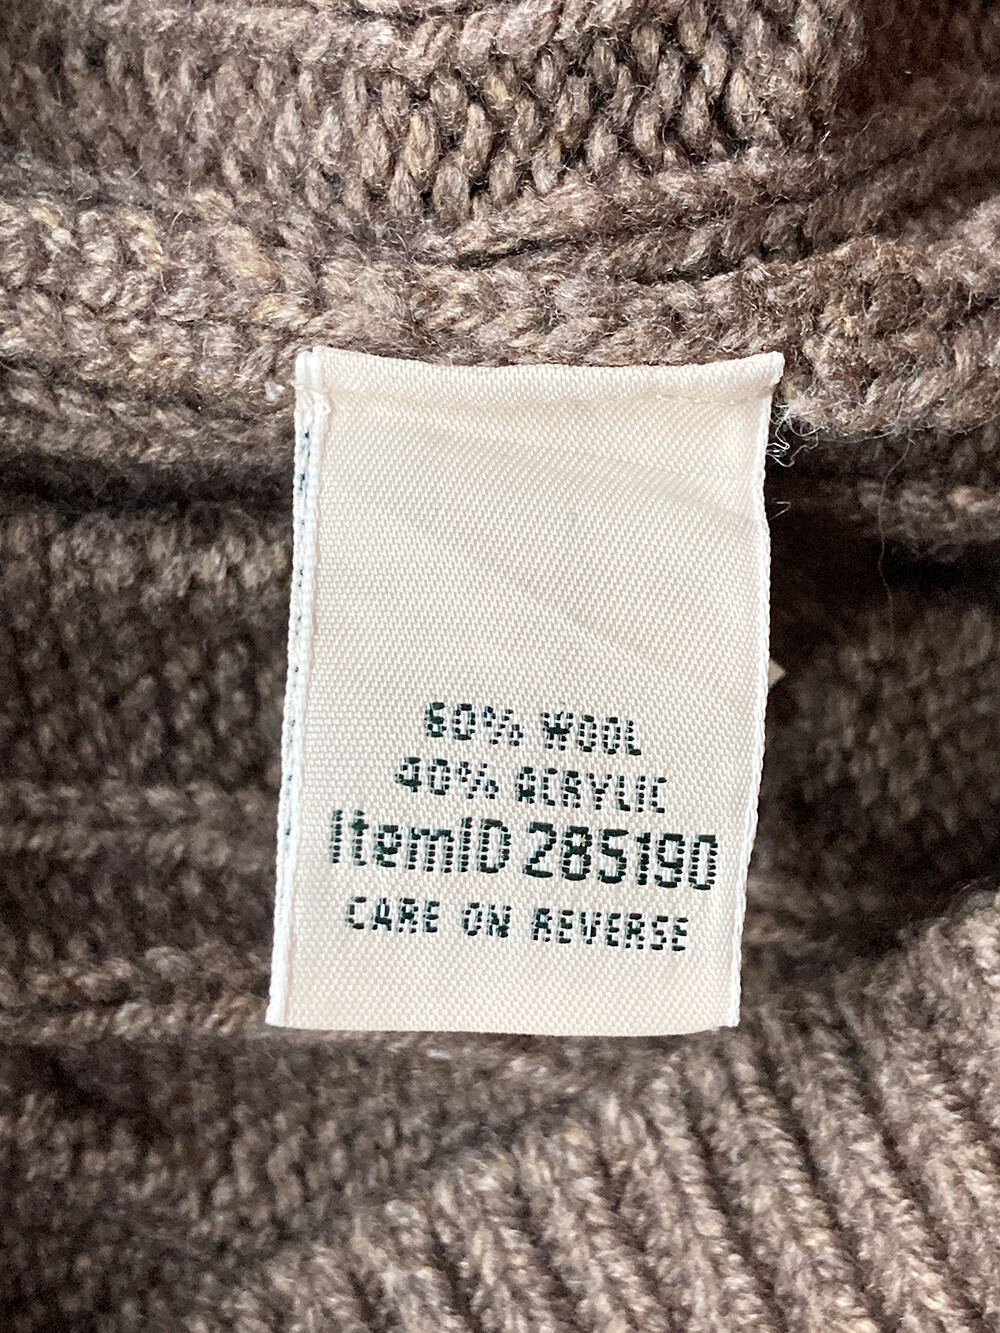 60% WOOL
40% ACRYLIC
ItemID 285190
CARE ON REVERSE